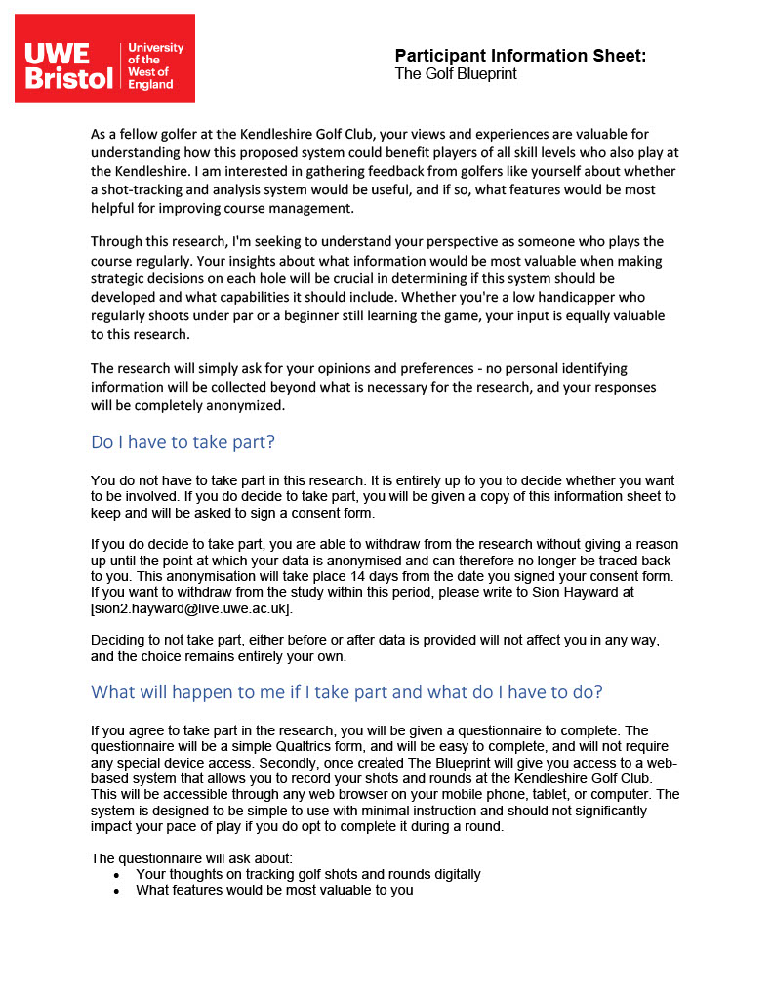 UWE
Bristol
University
of the
West of
England
Participant Information Sheet:
The Golf Blueprint
As a fellow golfer at the Kendleshire Golf Club, your views and experiences are valuable for
understanding how this proposed system could benefit players of all skill levels who also play at
the Kendleshire. I am interested in gathering feedback from golfers like yourself about whether
a shot-tracking and analysis system would be useful, and if so, what features would be most
helpful for improving course management.
Through this research, I'm seeking to understand your perspective as someone who plays the
course regularly. Your insights about what information would be most valuable when making
strategic decisions on each hole will be crucial in determining if this system should be
developed and what capabilities it should include. Whether you're a low handicapper who
regularly shoots under par or a beginner still learning the game, your input is equally valuable
to this research.
The research will simply ask for your opinions and preferences - no personal identifying
information will be collected beyond what is necessary for the research, and your responses
will be completely anonymized.
Do I have to take part?
You do not have to take part in this research. It is entirely up to you to decide whether you want
to be involved. If you do decide to take part, you will be given a copy of this information sheet to
keep and will be asked to sign a consent form.
If you do decide to take part, you are able to withdraw from the research without giving a reason
up until the point at which your data is anonymised and can therefore no longer be traced back
to you. This anonymisation will take place 14 days from the date you signed your consent form.
If you want to withdraw from the study within this period, please write to Sion Hayward at
[sion2.hayward@live.uwe.ac.uk].
Deciding to not take part, either before or after data is provided will not affect you in any way,
and the choice remains entirely your own.
What will happen to me if I take part and what do I have to do?
If you agree to take part in the research, you will be given a questionnaire to complete. The
questionnaire will be a simple Qualtrics form, and will be easy to complete, and will not require
any special device access. Secondly, once created The Blueprint will give you access to a web-
based system that allows you to record your shots and rounds at the Kendleshire Golf Club.
This will be accessible through any web browser on your mobile phone, tablet, or computer. The
system is designed to be simple to use with minimal instruction and should not significantly
impact your pace of play if you do opt to complete it during a round.
The questionnaire will ask about:
• Your thoughts on tracking golf shots and rounds digitally
• What features would be most valuable to you